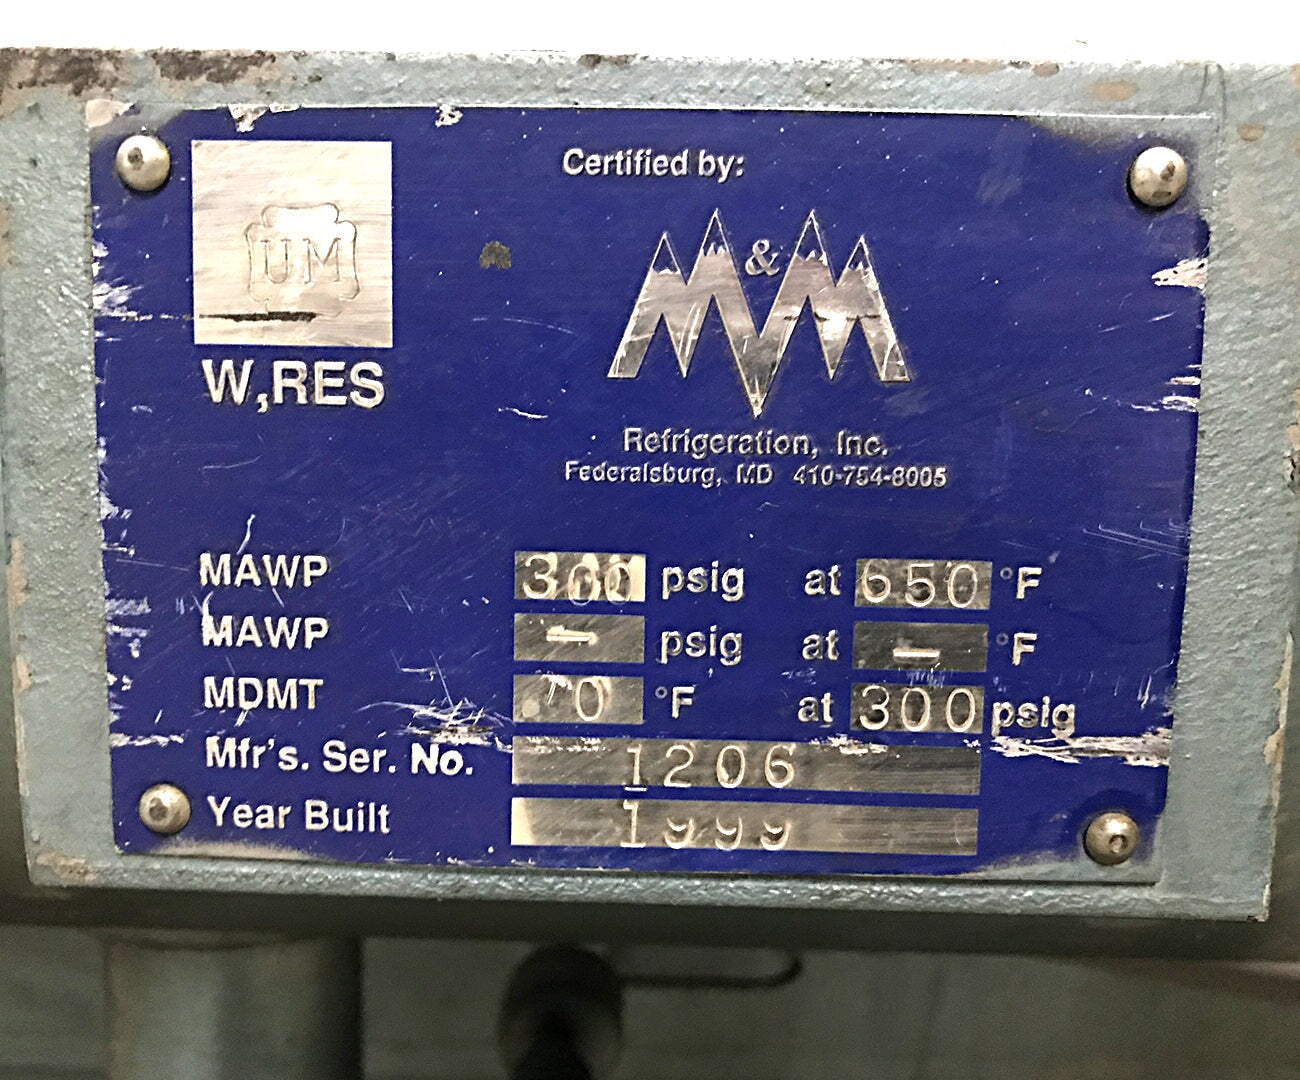 Certified by:
UM
W,RES
M&M
Refrigeration, Inc.
Federalsburg, MD 410-754-8005
MAWP 300 psig at 650 °F
MAWP - psig at - °F
MDMT 0 °F at 300 psig
Mfr's. Ser. No. 1206
Year Built 1999